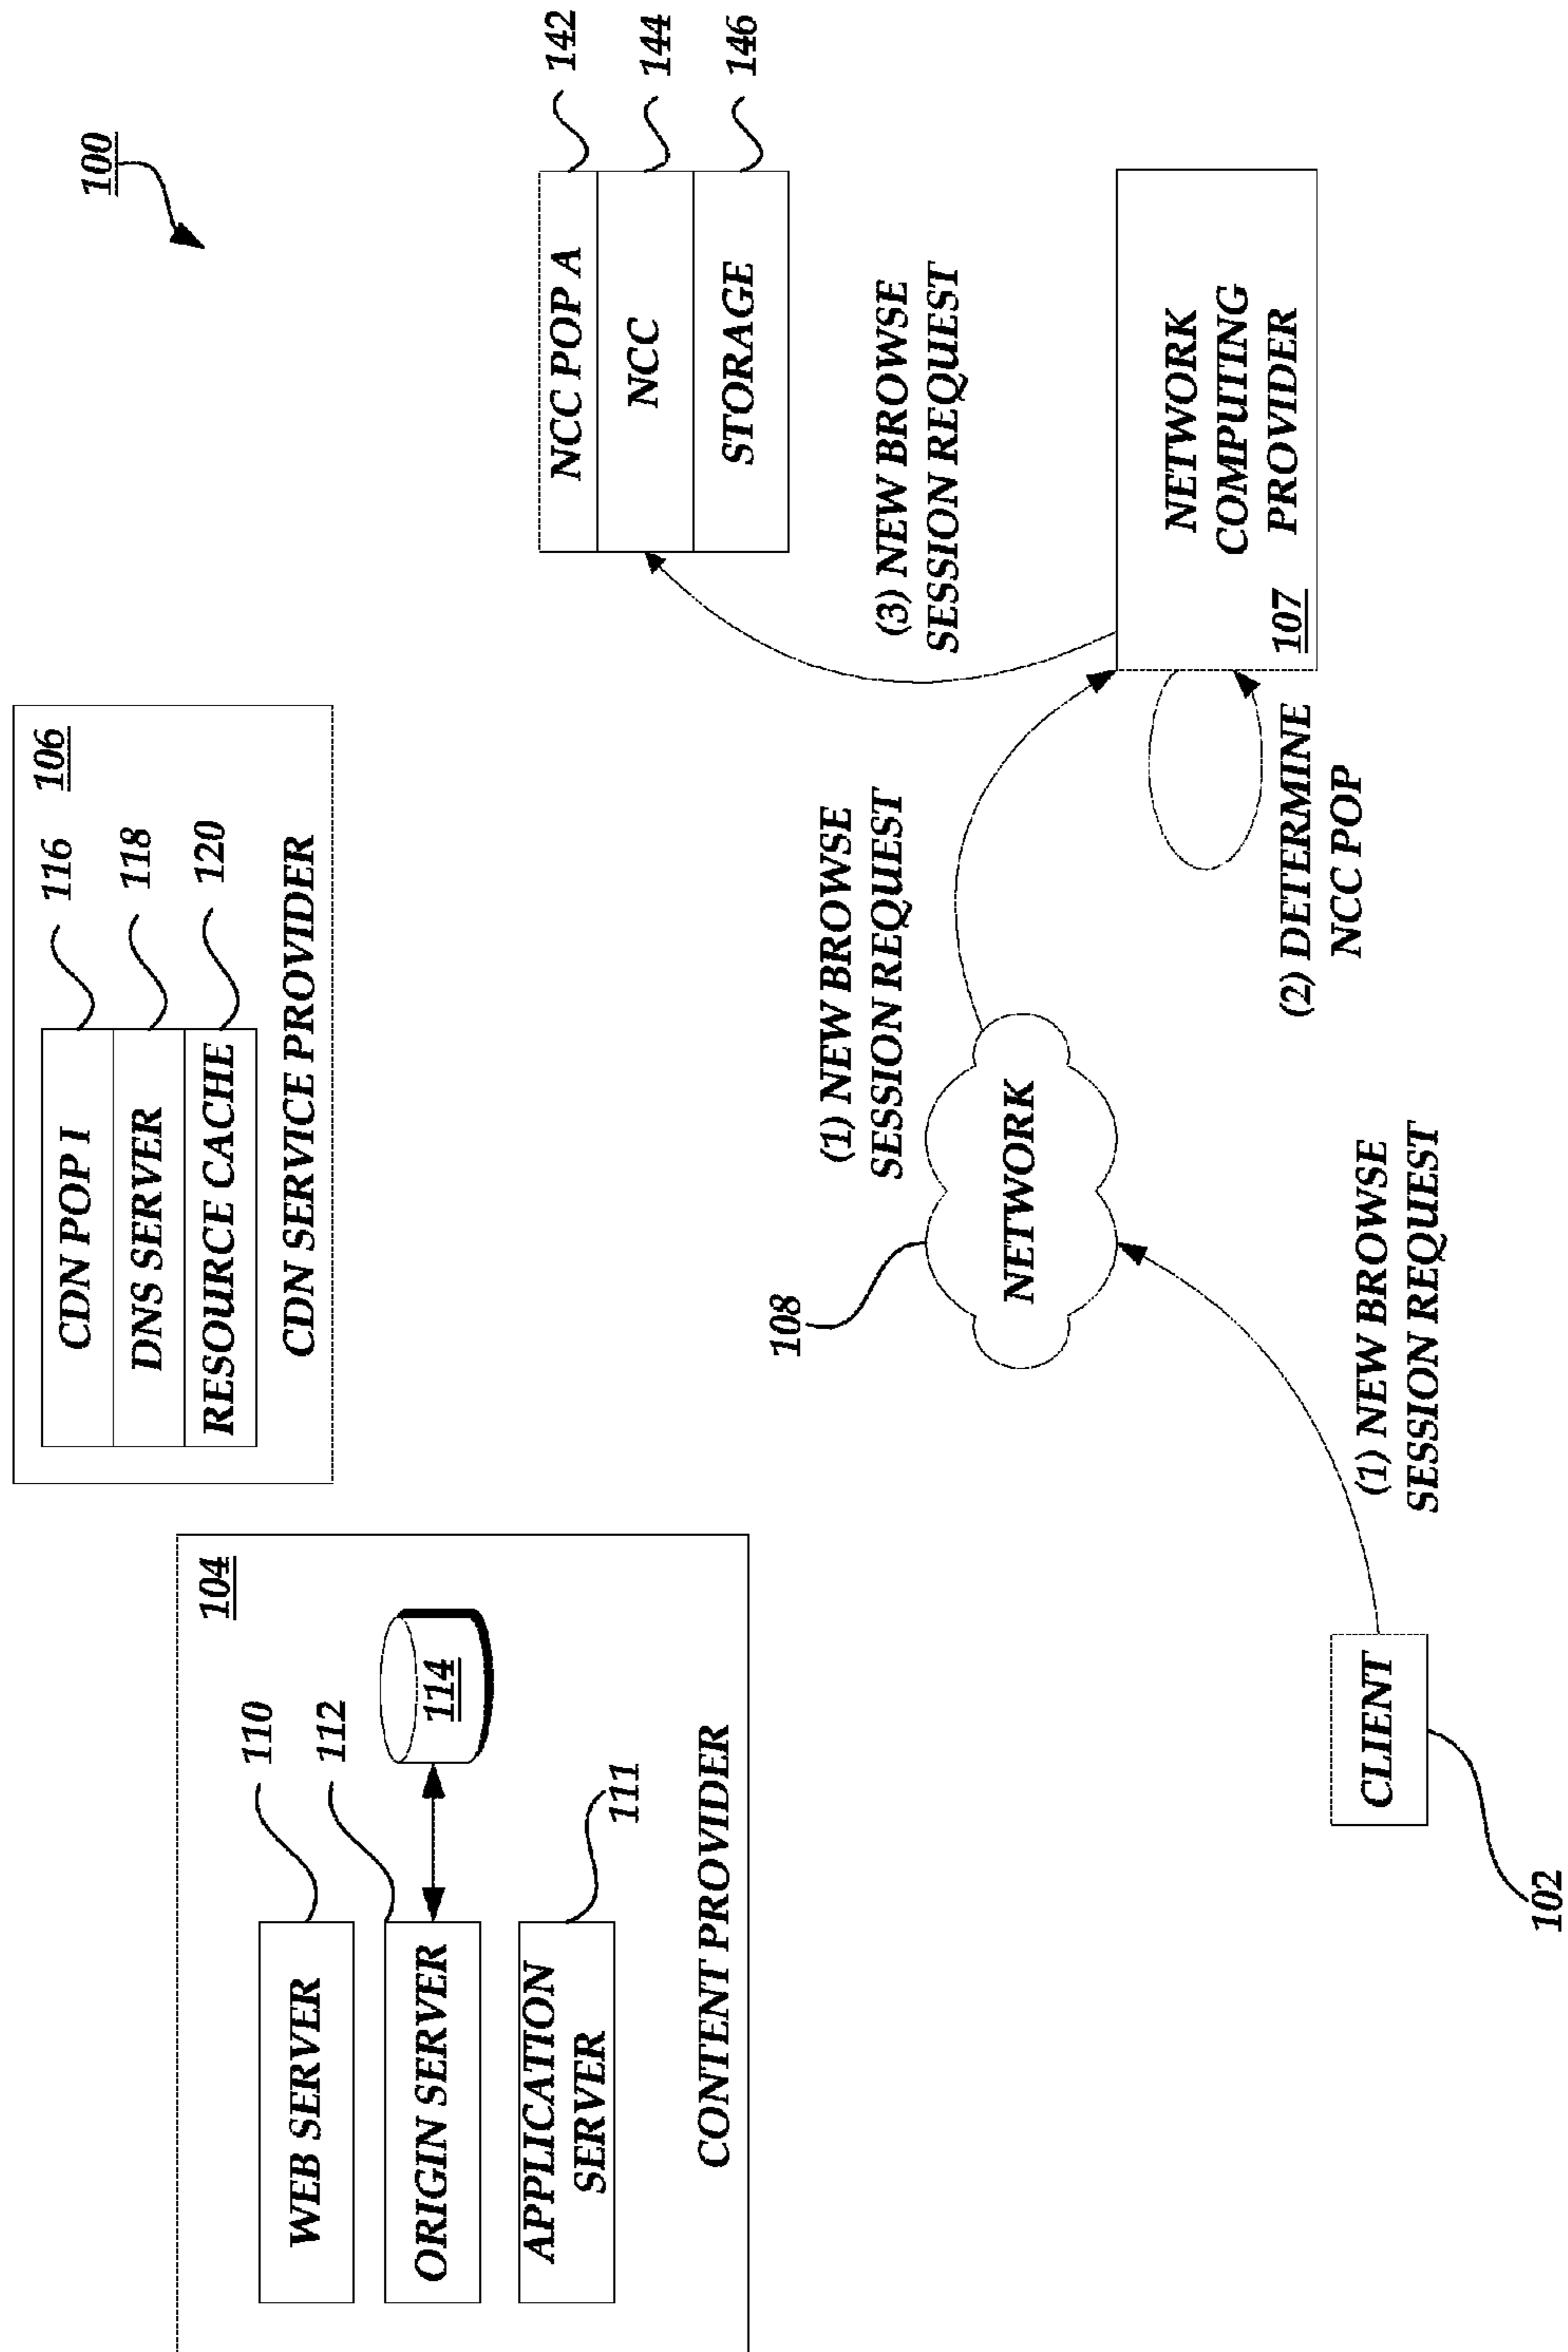 100
104
WEB SERVER
110
ORIGIN SERVER
112
114
APPLICATION
SERVER
111
CONTENT PROVIDER
106
CDN POP I
116
DNS SERVER
118
RESOURCE CACHE
120
CDN SERVICE PROVIDER
NCC POP A
142
NCC
144
STORAGE
146
108
NETWORK
(1) NEW BROWSE
SESSION REQUEST
(3) NEW BROWSE
SESSION REQUEST
NETWORK
COMPUTING
PROVIDER
107
(2) DETERMINE
NCC POP
CLIENT
102
(1) NEW BROWSE
SESSION REQUEST